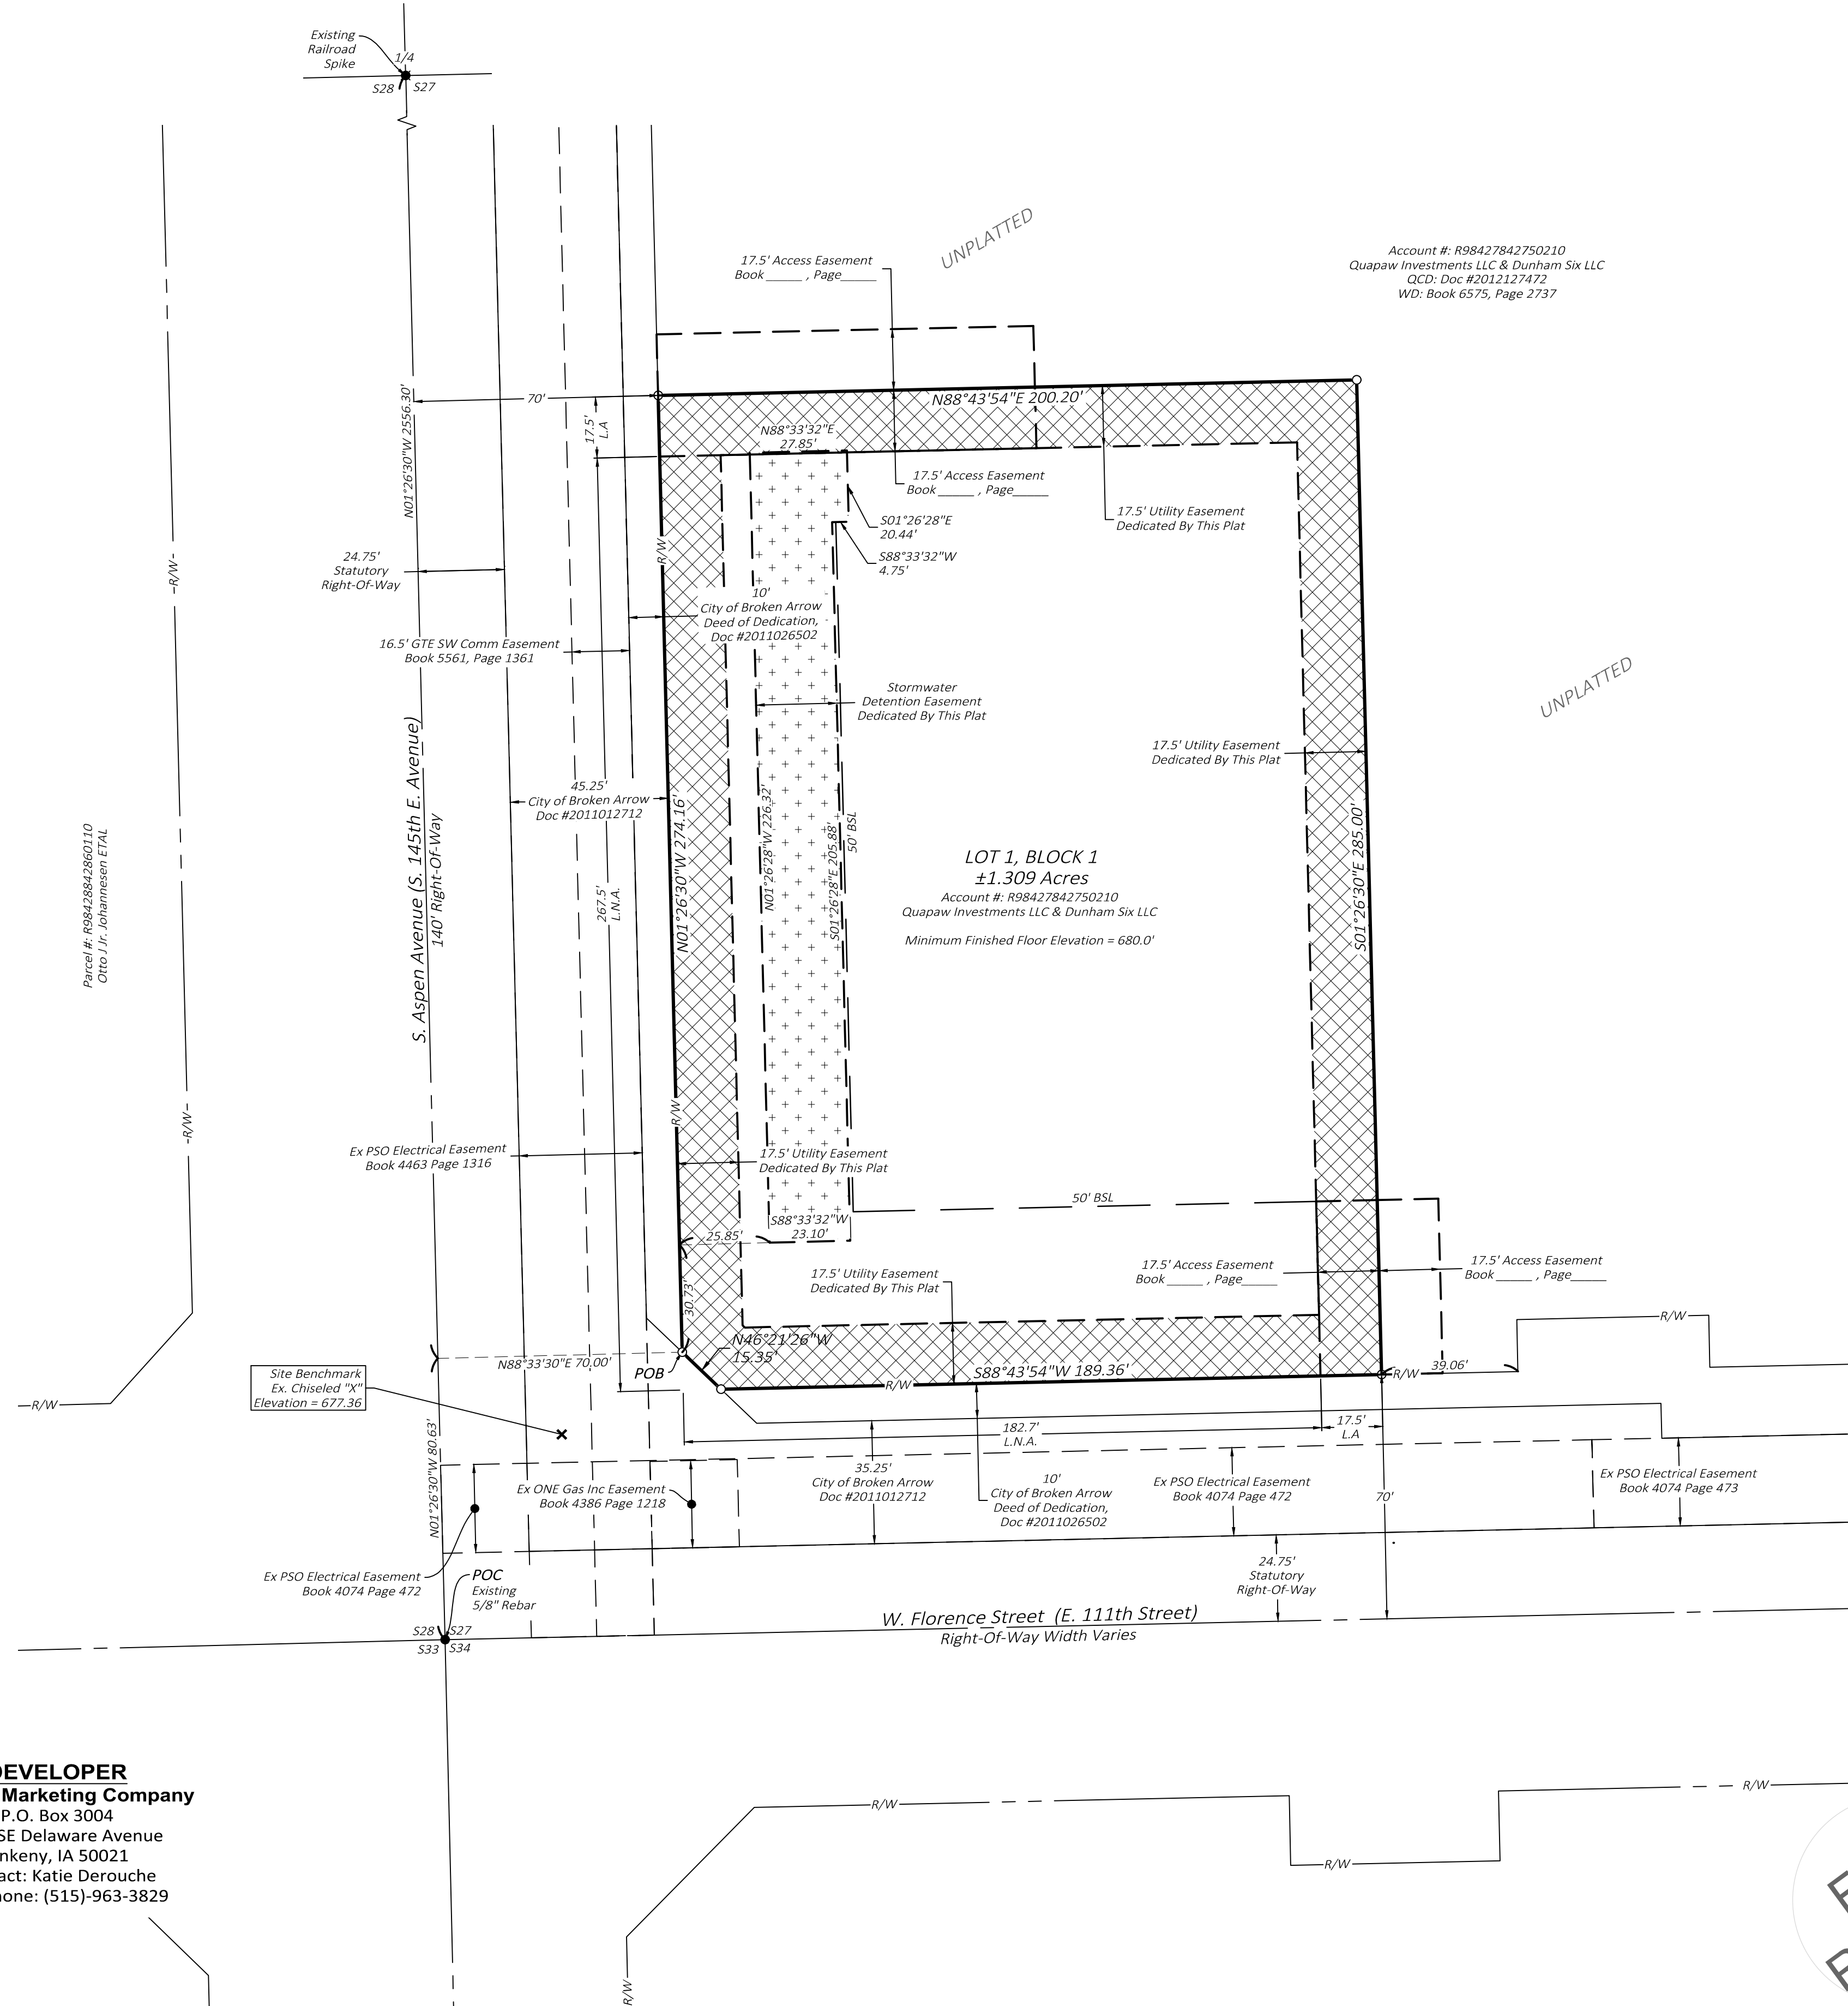 Existing
Railroad
Spike
1/4
S28
S27
17.5' Access Easement
Book _____ , Page_____
UNPLATTED
Account #: R98427842750210
Quapaw Investments LLC & Dunham Six LLC
QCD: Doc #2012127472
WD: Book 6575, Page 2737
N01°26'30"W 2556.30'
70'
17.5'
L.A
N88°43'54"E 200.20'
N88°33'32"E
27.85'
17.5' Access Easement
Book _____ , Page_____
17.5' Utility Easement
Dedicated By This Plat
S01°26'28"E
20.44'
S88°33'32"W
4.75'
R/W
R/W
24.75'
Statutory
Right-Of-Way
10'
City of Broken Arrow
Deed of Dedication,
Doc #2011026502
16.5' GTE SW Comm Easement
Book 5561, Page 1361
Stormwater
Detention Easement
Dedicated By This Plat
UNPLATTED
17.5' Utility Easement
Dedicated By This Plat
S. Aspen Avenue (S. 145th E. Avenue)
140' Right-Of-Way
45.25'
City of Broken Arrow
Doc #2011012712
267.5'
L.N.A.
N01°26'30"W 274.16'
N01°26'28"W 226.32'
S01°26'28"E 205.88'
50' BSL
LOT 1, BLOCK 1
±1.309 Acres
Account #: R98427842750210
Quapaw Investments LLC & Dunham Six LLC
Minimum Finished Floor Elevation = 680.0'
S01°26'30"E 285.00'
Parcel #: R98428842860110
Otto J Jr. Johannesen ETAL
R/W
R/W
Ex PSO Electrical Easement
Book 4463 Page 1316
17.5' Utility Easement
Dedicated By This Plat
50' BSL
S88°33'32"W
23.10'
25.85'
30.73'
17.5' Utility Easement
Dedicated By This Plat
17.5' Access Easement
Book _____ , Page_____
17.5' Access Easement
Book _____ , Page_____
R/W
N46°21'26"W
15.35'
N88°33'30"E 70.00'
POB
S88°43'54"W 189.36'
R/W
R/W
39.06'
Site Benchmark
Ex. Chiseled "X"
Elevation = 677.36
R/W
182.7'
L.N.A.
17.5'
L.A
N01°26'30"W 80.63'
Ex ONE Gas Inc Easement
Book 4386 Page 1218
35.25'
City of Broken Arrow
Doc #2011012712
10'
City of Broken Arrow
Deed of Dedication,
Doc #2011026502
Ex PSO Electrical Easement
Book 4074 Page 472
70'
Ex PSO Electrical Easement
Book 4074 Page 473
Ex PSO Electrical Easement
Book 4074 Page 472
POC
Existing
5/8" Rebar
24.75'
Statutory
Right-Of-Way
S28
S27
S33
S34
W. Florence Street (E. 111th Street)
Right-Of-Way Width Varies
DEVELOPER
Marketing Company
P.O. Box 3004
SE Delaware Avenue
nkeny, IA 50021
act: Katie Derouche
hone: (515)-963-3829
R/W
R/W
R/W
R/W